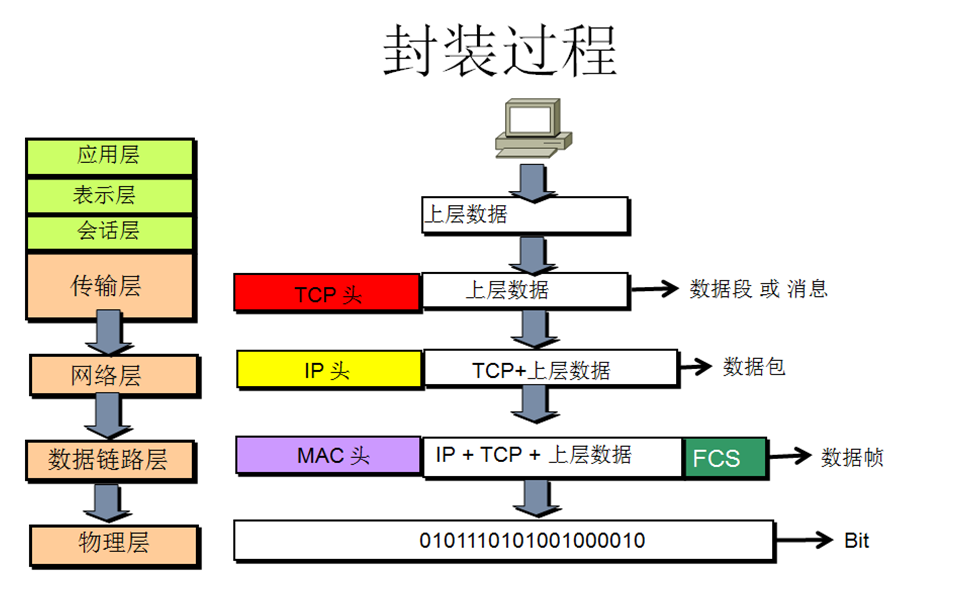 封装过程
应用层
表示层
会话层
传输层
网络层
数据链路层
物理层
上层数据
TCP 头 上层数据 数据段 或 消息
IP 头 TCP+上层数据 数据包
MAC 头 IP + TCP + 上层数据 FCS 数据帧
0101110101001000010 Bit